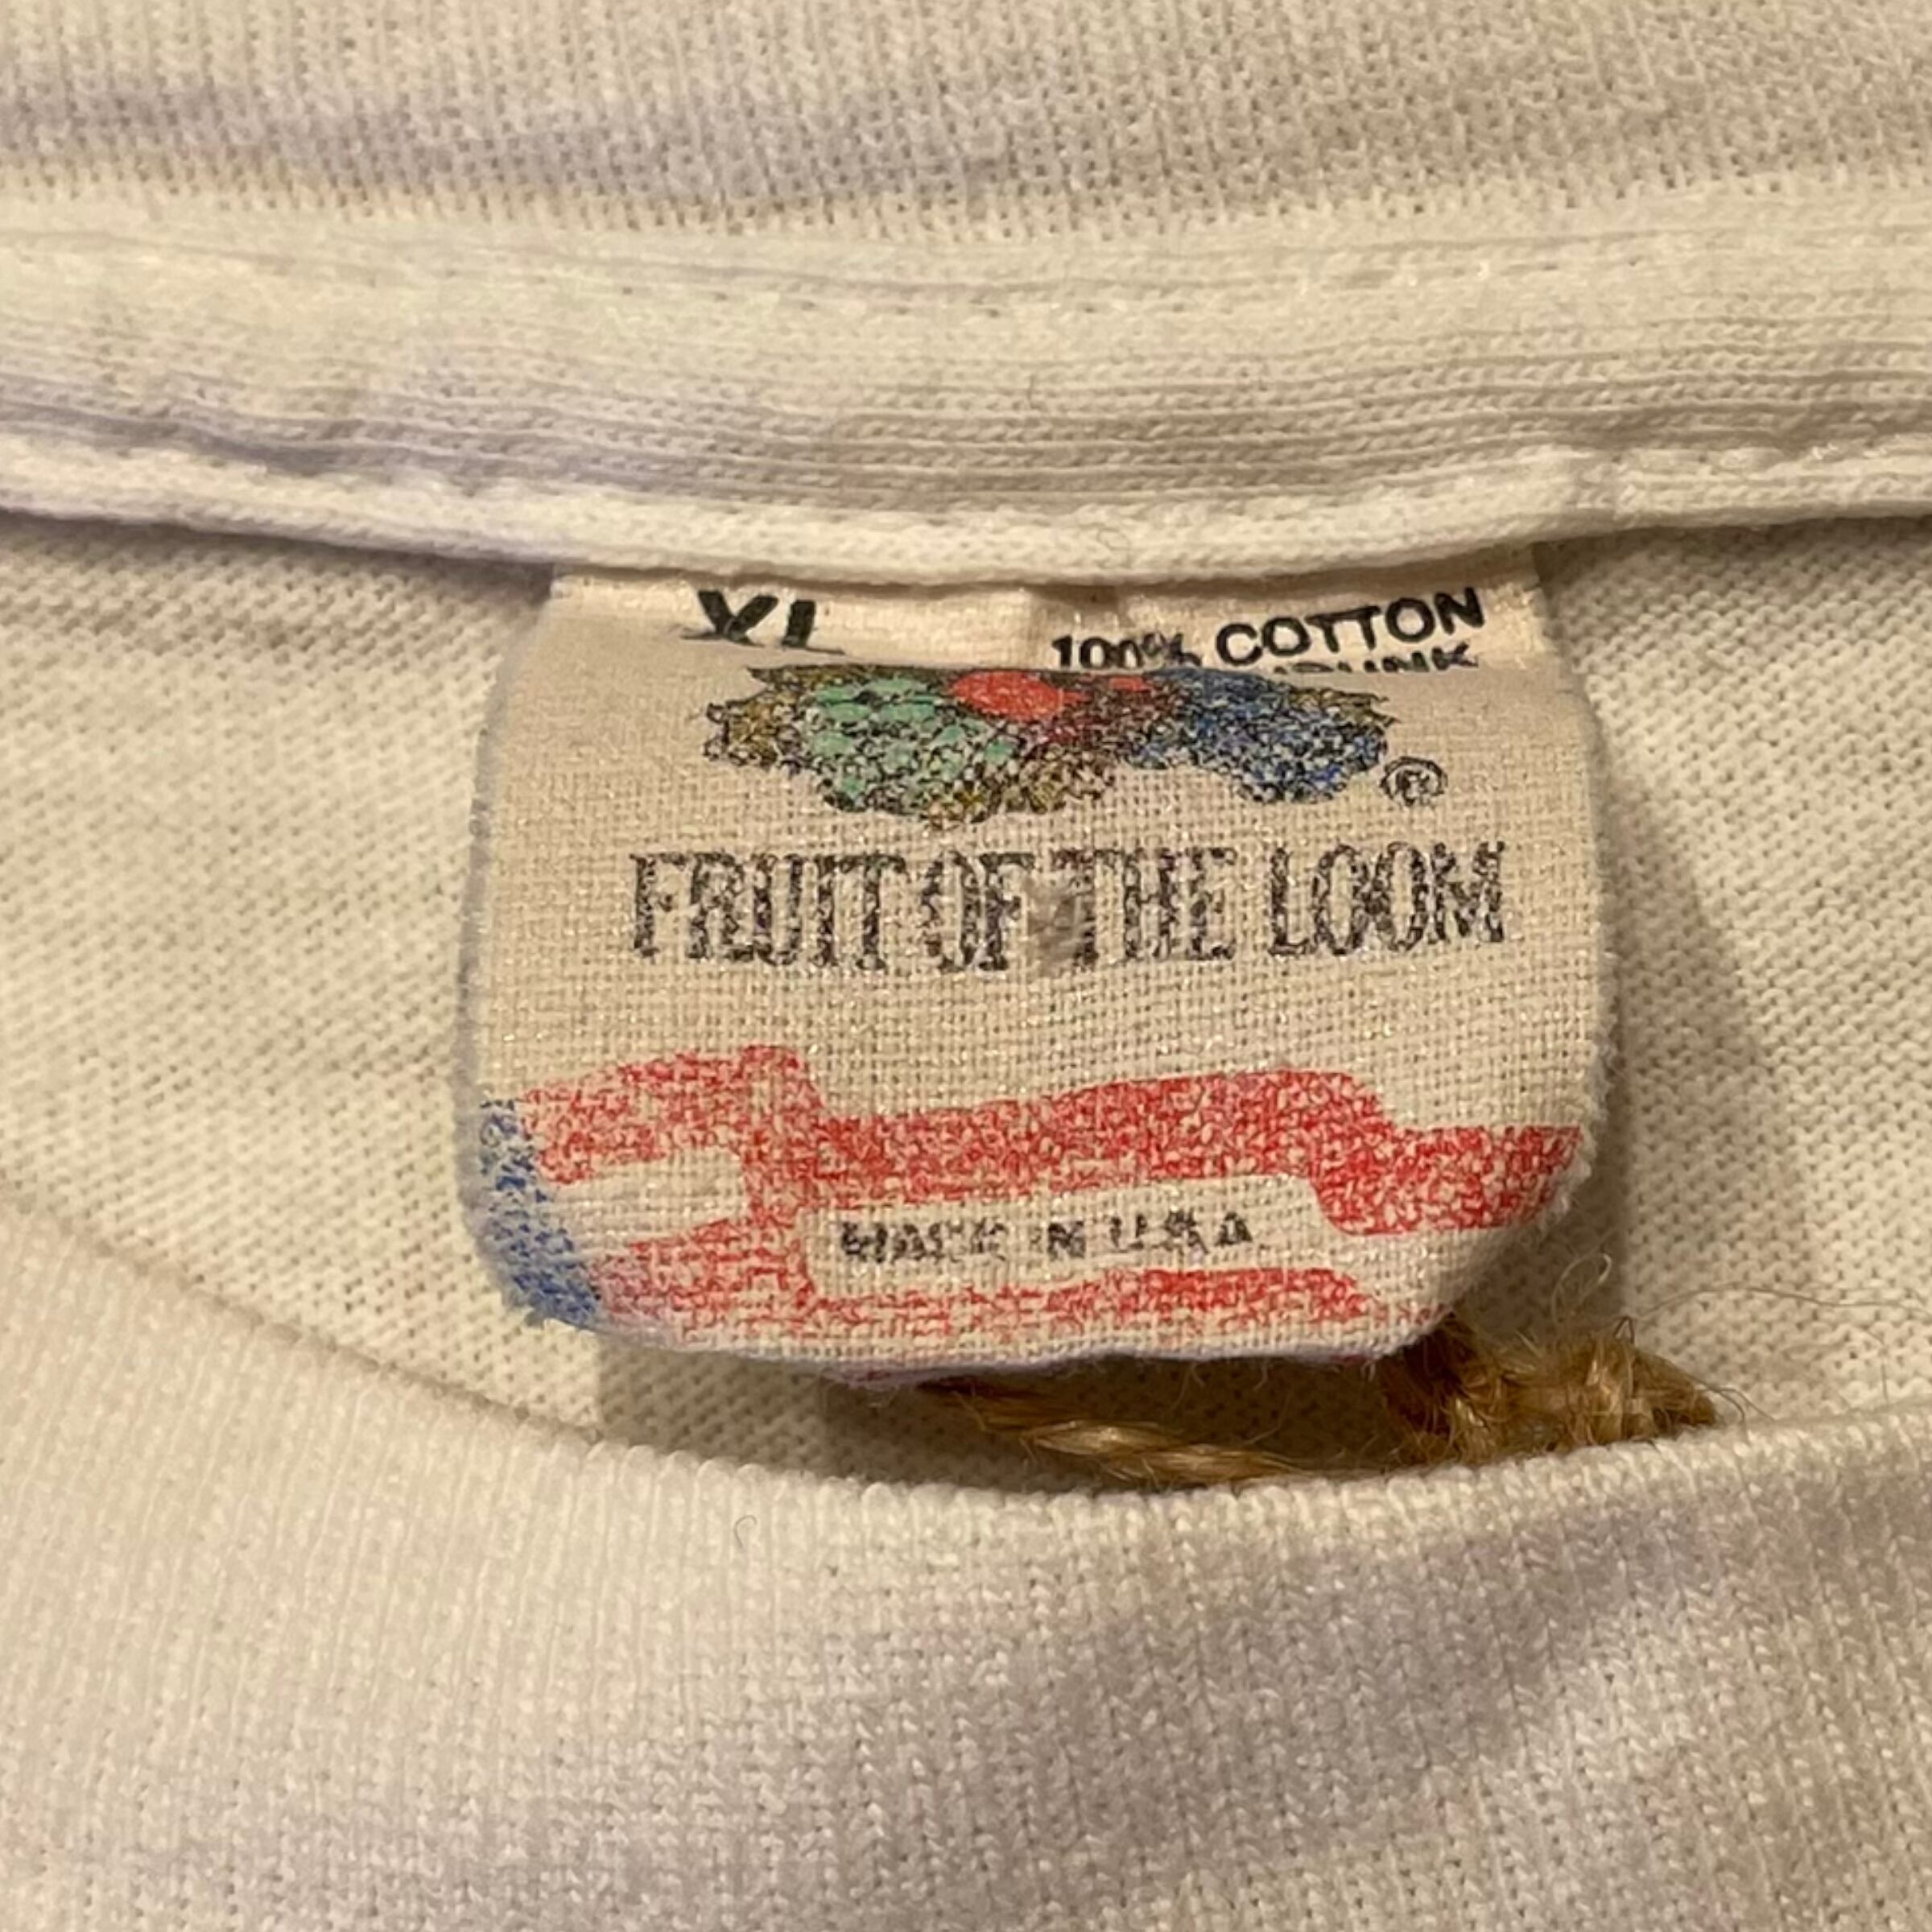 XL
100% COTTON
®
FRUIT OF THE LOOM
MADE IN U.S.A.